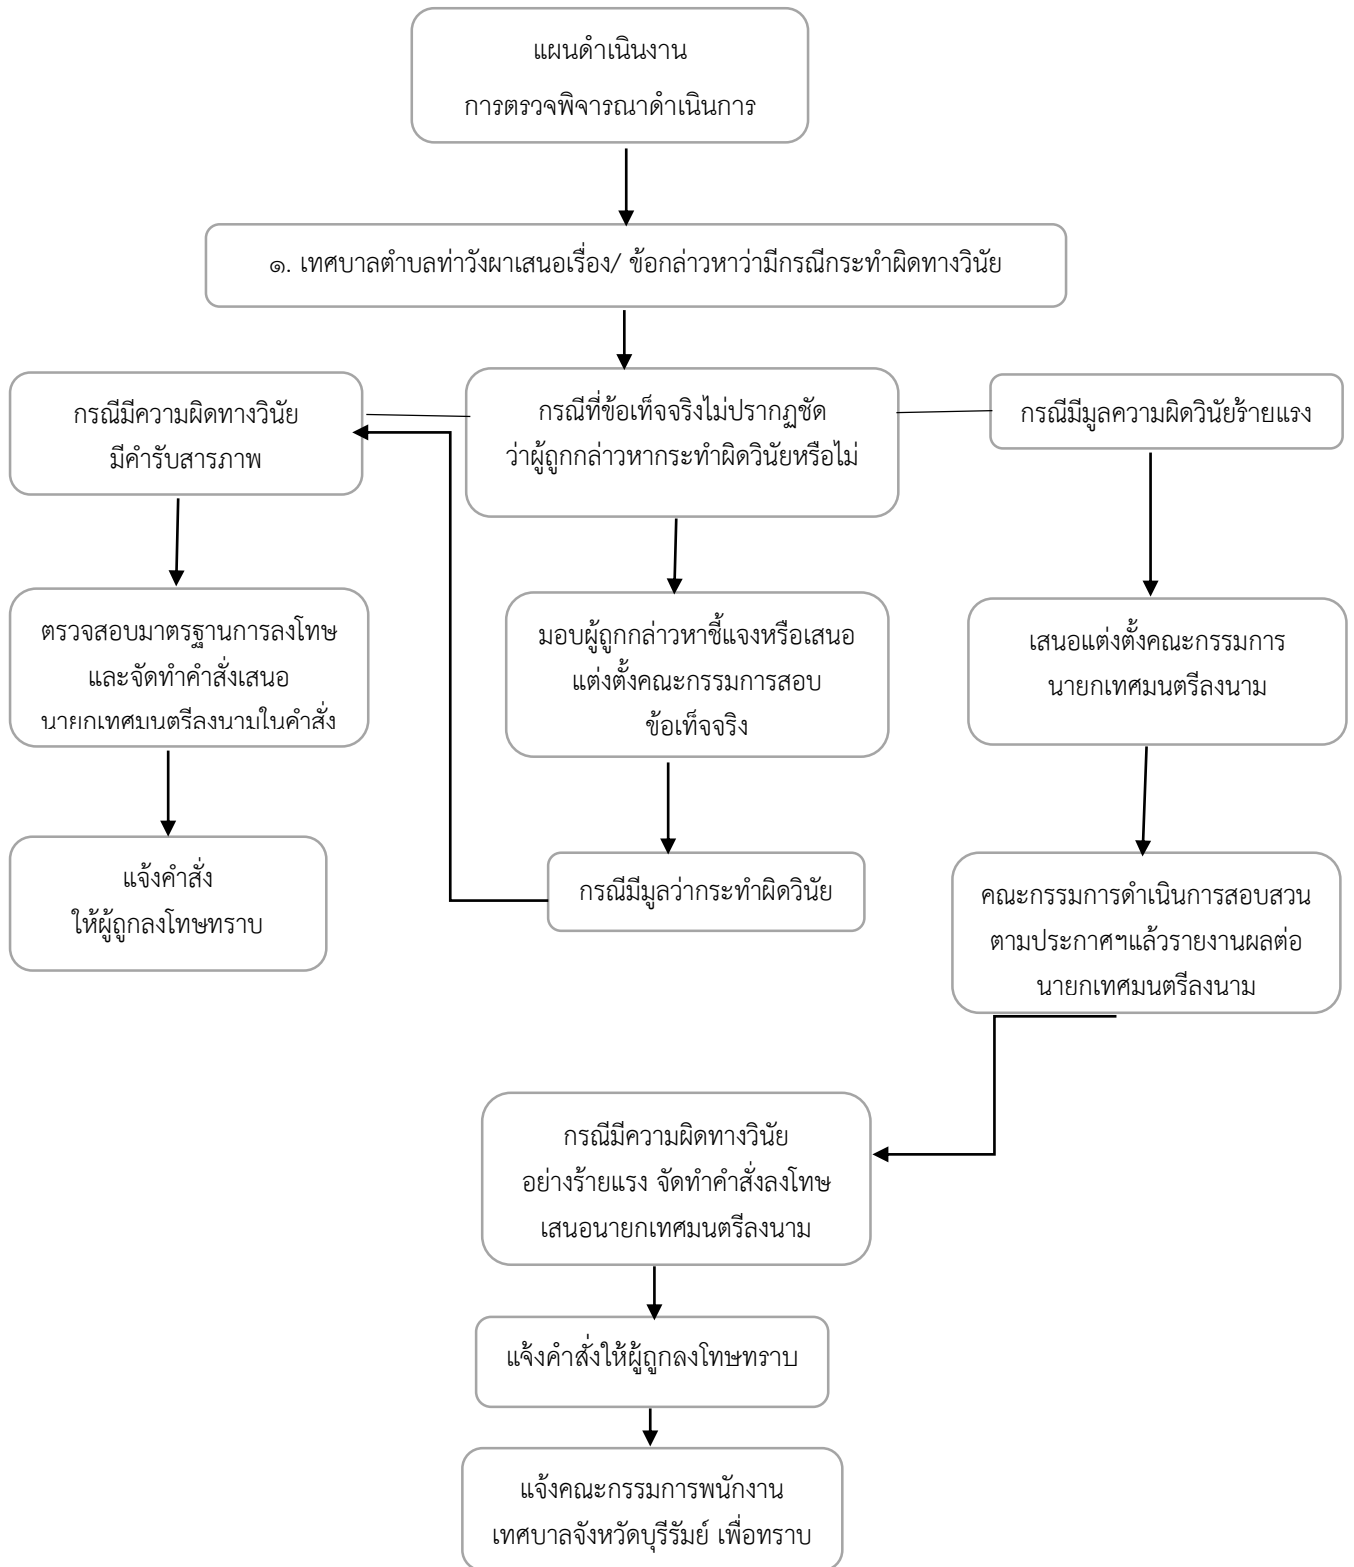 แผนดำเนินงาน
การตรวจพิจารณาดำเนินการ
๑. เทศบาลตำบลท่าวังผาเสนอเรื่อง/ ข้อกล่าวหาว่ามีกรณีกระทำผิดทางวินัย
กรณีมีความผิดทางวินัย
มีคำรับสารภาพ
กรณีที่ข้อเท็จจริงไม่ปรากฏชัด
ว่าผู้ถูกกล่าวหากระทำผิดวินัยหรือไม่
กรณีมีมูลความผิดวินัยร้ายแรง
ตรวจสอบมาตรฐานการลงโทษ
และจัดทำคำสั่งเสนอ
นายกเทศมนตรีลงนามในคำสั่ง
มอบผู้ถูกกล่าวหาชี้แจงหรือเสนอ
แต่งตั้งคณะกรรมการสอบ
ข้อเท็จจริง
เสนอแต่งตั้งคณะกรรมการ
นายกเทศมนตรีลงนาม
แจ้งคำสั่ง
ให้ผู้ถูกลงโทษทราบ
กรณีมีมูลว่ากระทำผิดวินัย
คณะกรรมการดำเนินการสอบสวน
ตามประกาศฯแล้วรายงานผลต่อ
นายกเทศมนตรีลงนาม
กรณีมีความผิดทางวินัย
อย่างร้ายแรง จัดทำคำสั่งลงโทษ
เสนอนายกเทศมนตรีลงนาม
แจ้งคำสั่งให้ผู้ถูกลงโทษทราบ
แจ้งคณะกรรมการพนักงาน
เทศบาลจังหวัดบุรีรัมย์ เพื่อทราบ